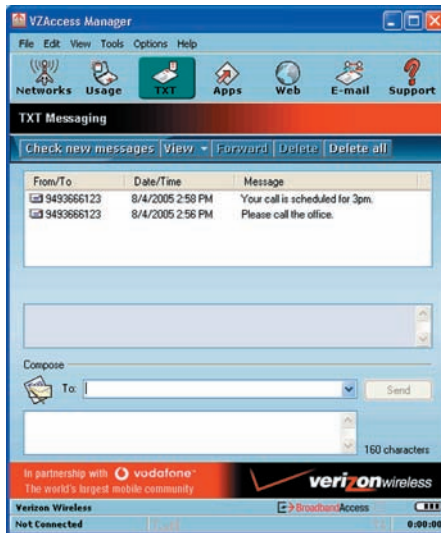 VZAccess Manager
File Edit View Tools Options Help
Networks Usage TXT Apps Web E-mail Support
TXT Messaging
Check new messages View Forward Delete Delete all
From/To Date/Time Message
9493666123 8/4/2005 2:58 PM Your call is scheduled for 3pm.
9493666123 8/4/2005 2:56 PM Please call the office.
Compose
To: Send
160 characters
In partnership with vodafone
The world's largest mobile community
verizonwireless
Verizon Wireless BroadbandAccess
Not Connected 0:00:00